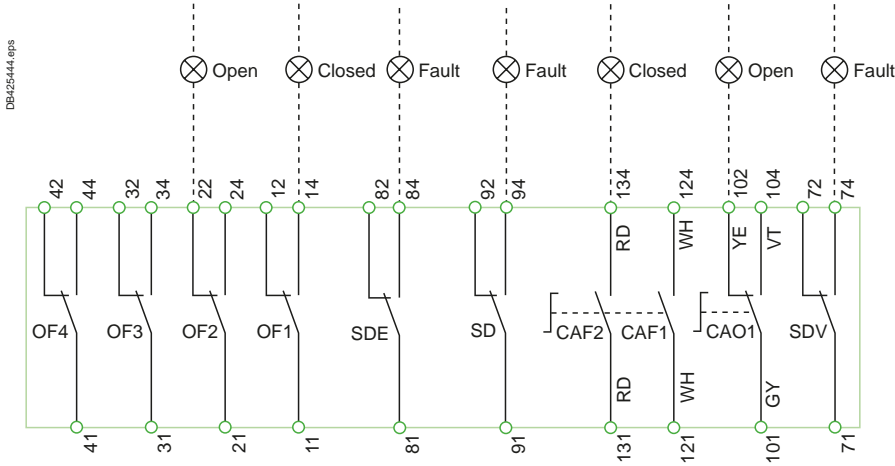 DB425444.eps
Open Closed Fault Fault Closed Open Fault
42 44 32 34 22 24 12 14 82 84 92 94 134 124 102 104 72 74
RD WH YE VT
OF4 OF3 OF2 OF1 SDE SD CAF2 CAF1 CAO1 SDV
RD WH GY
41 31 21 11 81 91 131 121 101 71